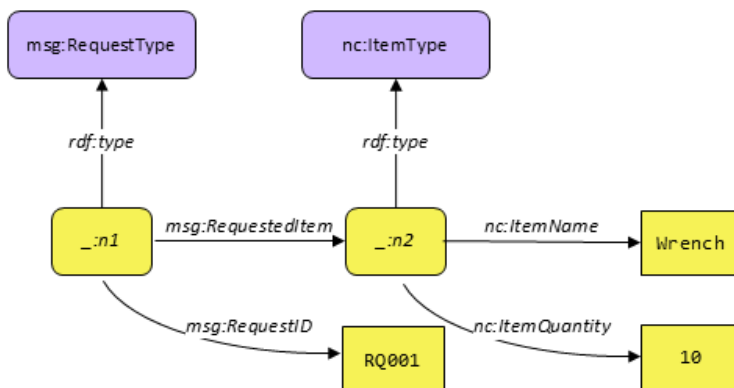 msg:RequestType
nc:ItemType
rdf:type
rdf:type
_:n1
msg:RequestedItem
_:n2
nc:ItemName
Wrench
msg:RequestID
RQ001
nc:ItemQuantity
10